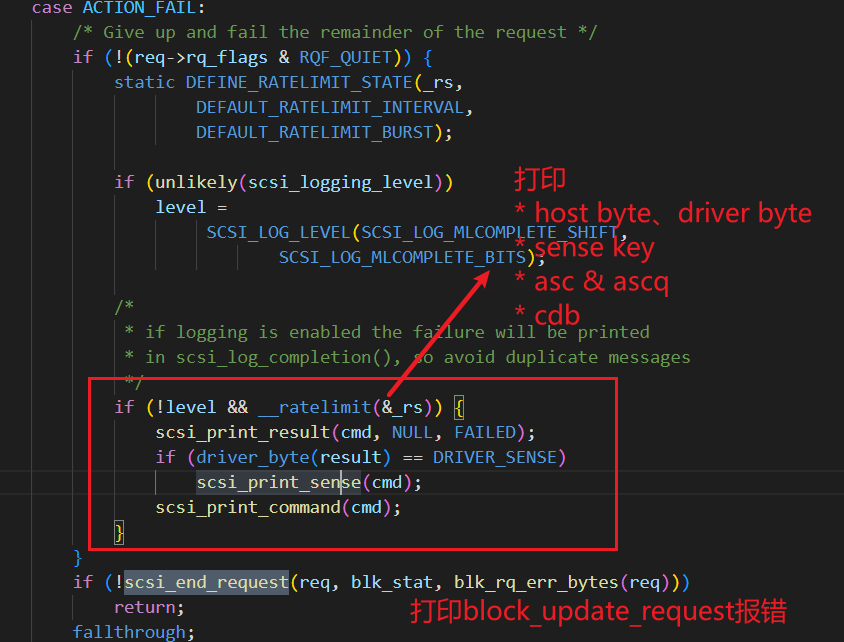 case ACTION_FAIL:
/* Give up and fail the remainder of the request */
if (!(req->rq_flags & RQF_QUIET)) {
static DEFINE_RATELIMIT_STATE(_rs,
DEFAULT_RATELIMIT_INTERVAL,
DEFAULT_RATELIMIT_BURST);
if (unlikely(scsi_logging_level))
level =
SCSI_LOG_LEVEL(SCSI_LOG_MLCOMPLETE_SHIFT,
SCSI_LOG_MLCOMPLETE_BITS);
打印
* host byte、driver byte
* sense key
* asc & ascq
* cdb
/*
* if logging is enabled the failure will be printed
* in scsi_log_completion(), so avoid duplicate messages
*/
if (!level && __ratelimit(&_rs)) {
scsi_print_result(cmd, NULL, FAILED);
if (driver_byte(result) == DRIVER_SENSE)
scsi_print_sense(cmd);
scsi_print_command(cmd);
}
}
if (!scsi_end_request(req, blk_stat, blk_rq_err_bytes(req)))
return;
打印block_update_request报错
fallthrough;